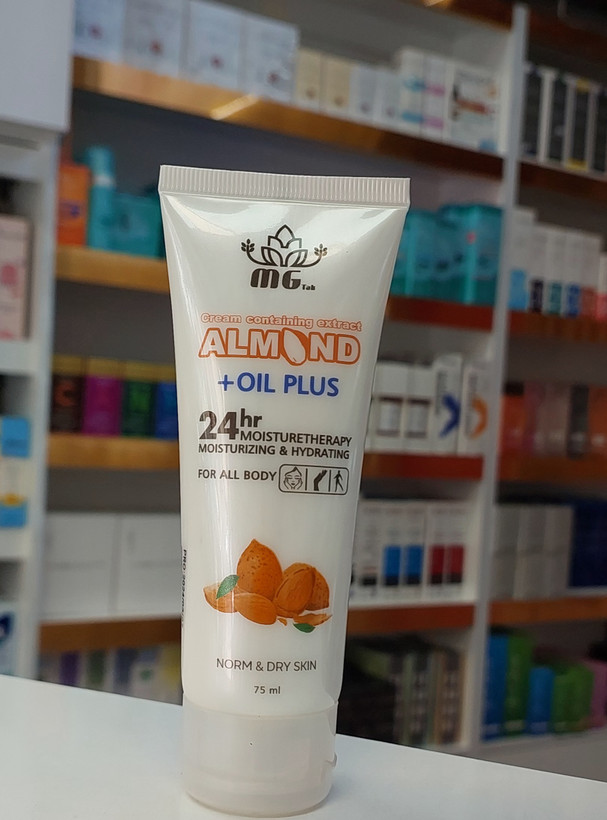 MG Tab
Cream containing extract
ALMOND
+OIL PLUS
24hr
MOISTURETHERAPY
MOISTURIZING & HYDRATING
FOR ALL BODY
NORM & DRY SKIN
75 ml